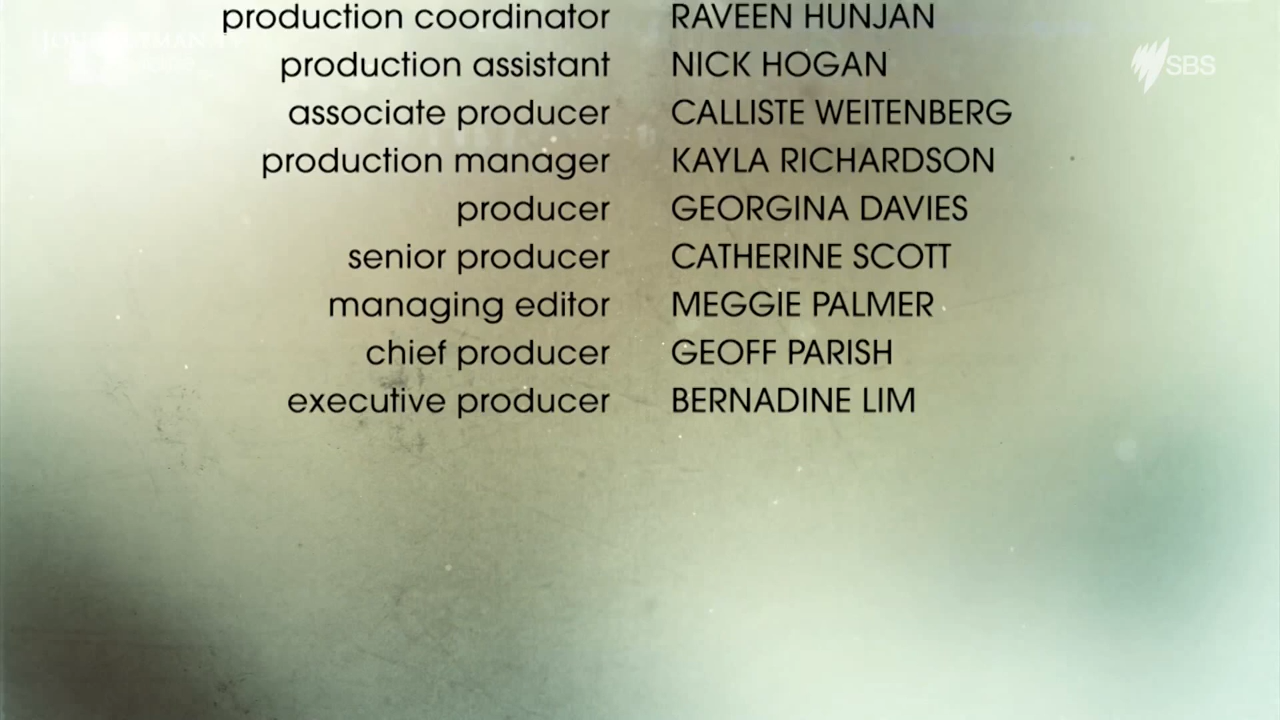 production coordinator RAVEEN HUNJAN
SBS
production assistant NICK HOGAN
associate producer CALLISTE WEITENBERG
production manager KAYLA RICHARDSON
producer GEORGINA DAVIES
senior producer CATHERINE SCOTT
managing editor MEGGIE PALMER
chief producer GEOFF PARISH
executive producer BERNADINE LIM